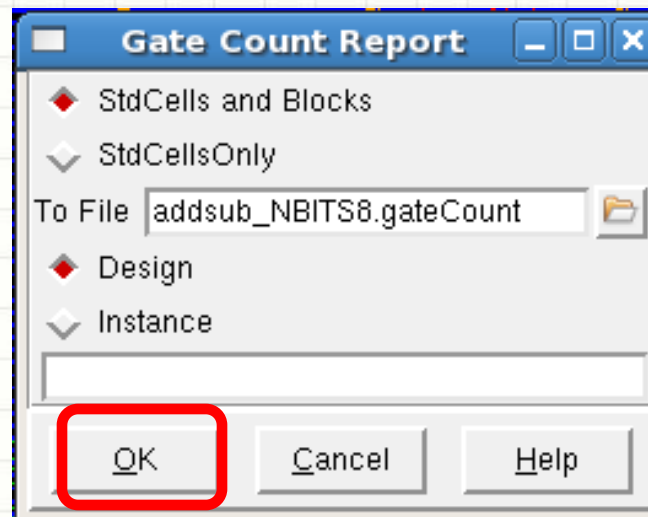 Gate Count Report
StdCells and Blocks
StdCellsOnly
To File addsub_NBITS8.gateCount
Design
Instance
OK Cancel Help